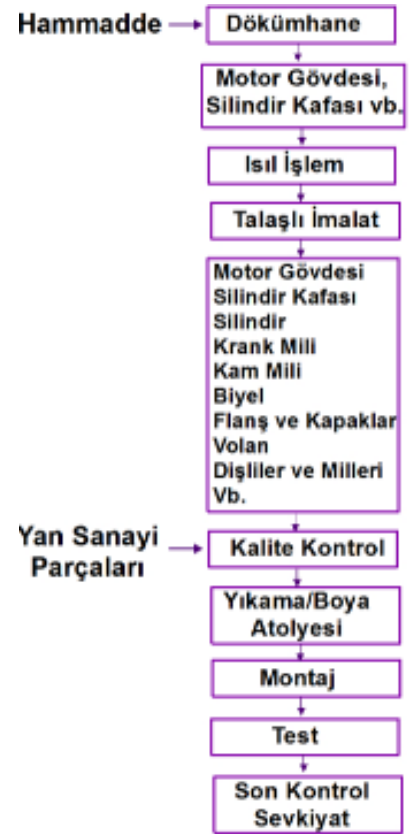 Hammadde
Dökümhane
Motor Gövdesi,
Silindir Kafası vb.
Isıl İşlem
Talaşlı İmalat
Motor Gövdesi
Silindir Kafası
Silindir
Krank Mili
Kam Mili
Biyel
Flanş ve Kapaklar
Volan
Dişliler ve Milleri
Vb.
Yan Sanayi
Parçaları
Kalite Kontrol
Yıkama/Boya
Atolyesi
Montaj
Test
Son Kontrol
Sevkiyat